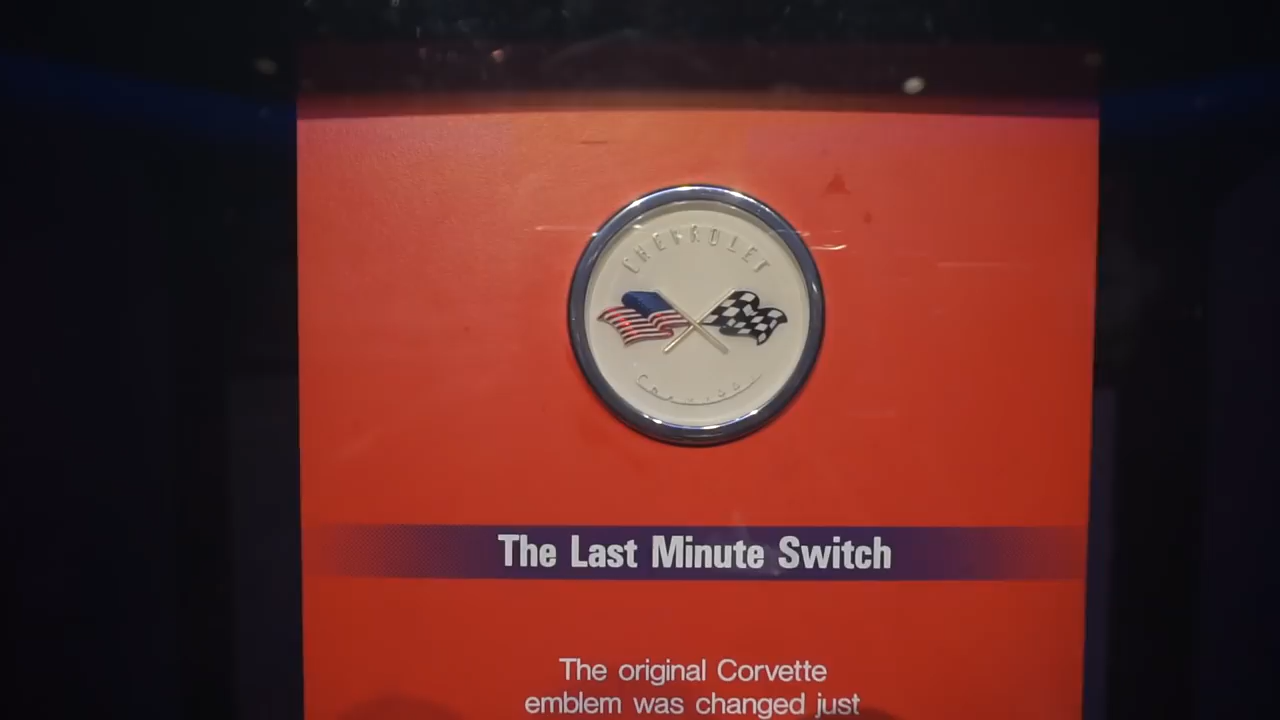 CHEVROLET
The Last Minute Switch
The original Corvette
emblem was changed just